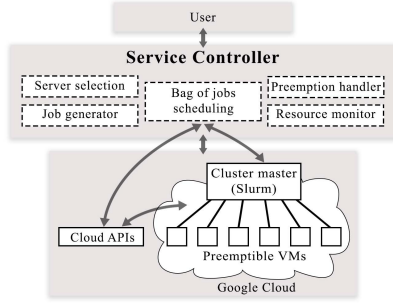 User
Service Controller
Server selection
Job generator
Bag of jobs
scheduling
Preemption handler
Resource monitor
Cluster master
(Slurm)
Cloud APIs
Preemptible VMs
Google Cloud